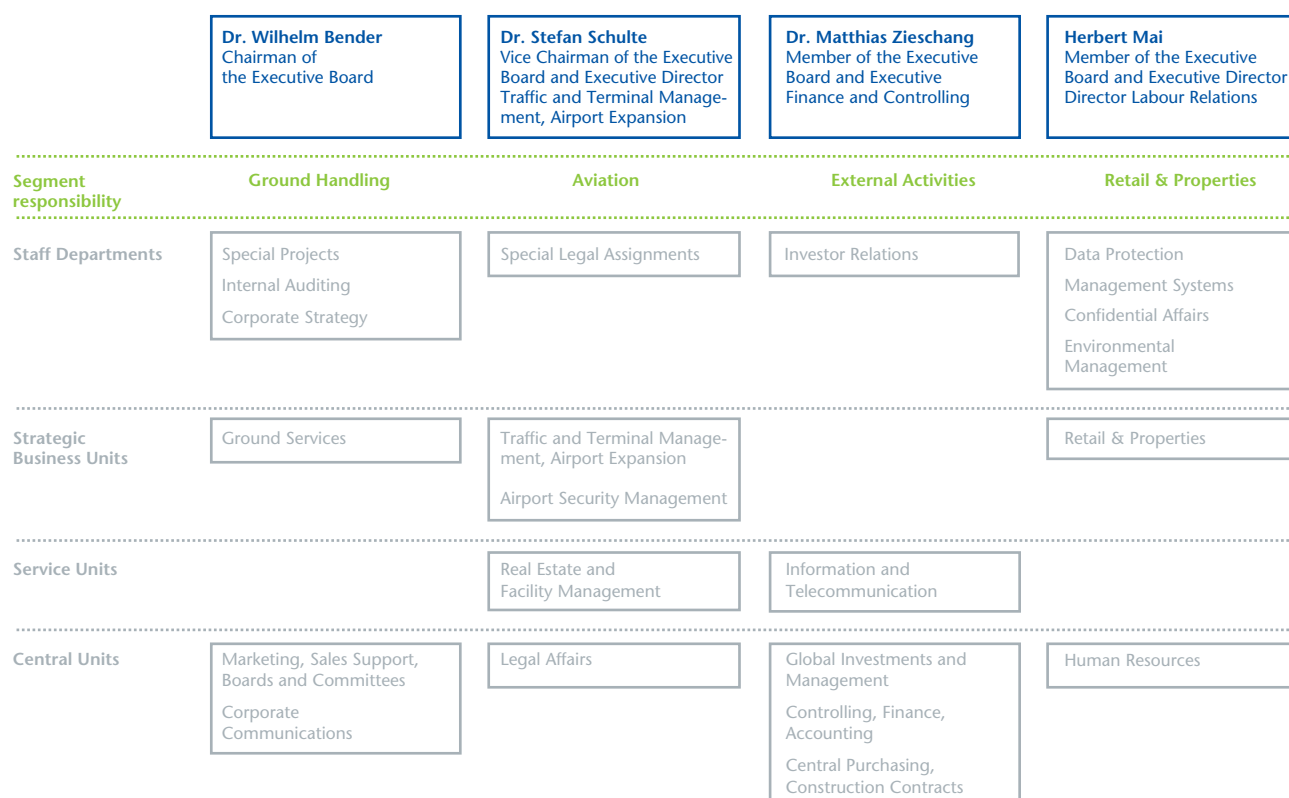 Dr. Wilhelm Bender
Chairman of
the Executive Board
Dr. Stefan Schulte
Vice Chairman of the Executive
Board and Executive Director
Traffic and Terminal Manage-
ment, Airport Expansion
Dr. Matthias Zieschang
Member of the Executive
Board and Executive
Finance and Controlling
Herbert Mai
Member of the Executive
Board and Executive Director
Director Labour Relations
Segment
responsibility
Ground Handling
Aviation
External Activities
Retail & Properties
Staff Departments
Special Projects
Internal Auditing
Corporate Strategy
Special Legal Assignments
Investor Relations
Data Protection
Management Systems
Confidential Affairs
Environmental
Management
Strategic
Business Units
Ground Services
Traffic and Terminal Manage-
ment, Airport Expansion
Airport Security Management
Retail & Properties
Service Units
Real Estate and
Facility Management
Information and
Telecommunication
Central Units
Marketing, Sales Support,
Boards and Committees
Corporate
Communications
Legal Affairs
Global Investments and
Management
Controlling, Finance,
Accounting
Central Purchasing,
Construction Contracts
Human Resources